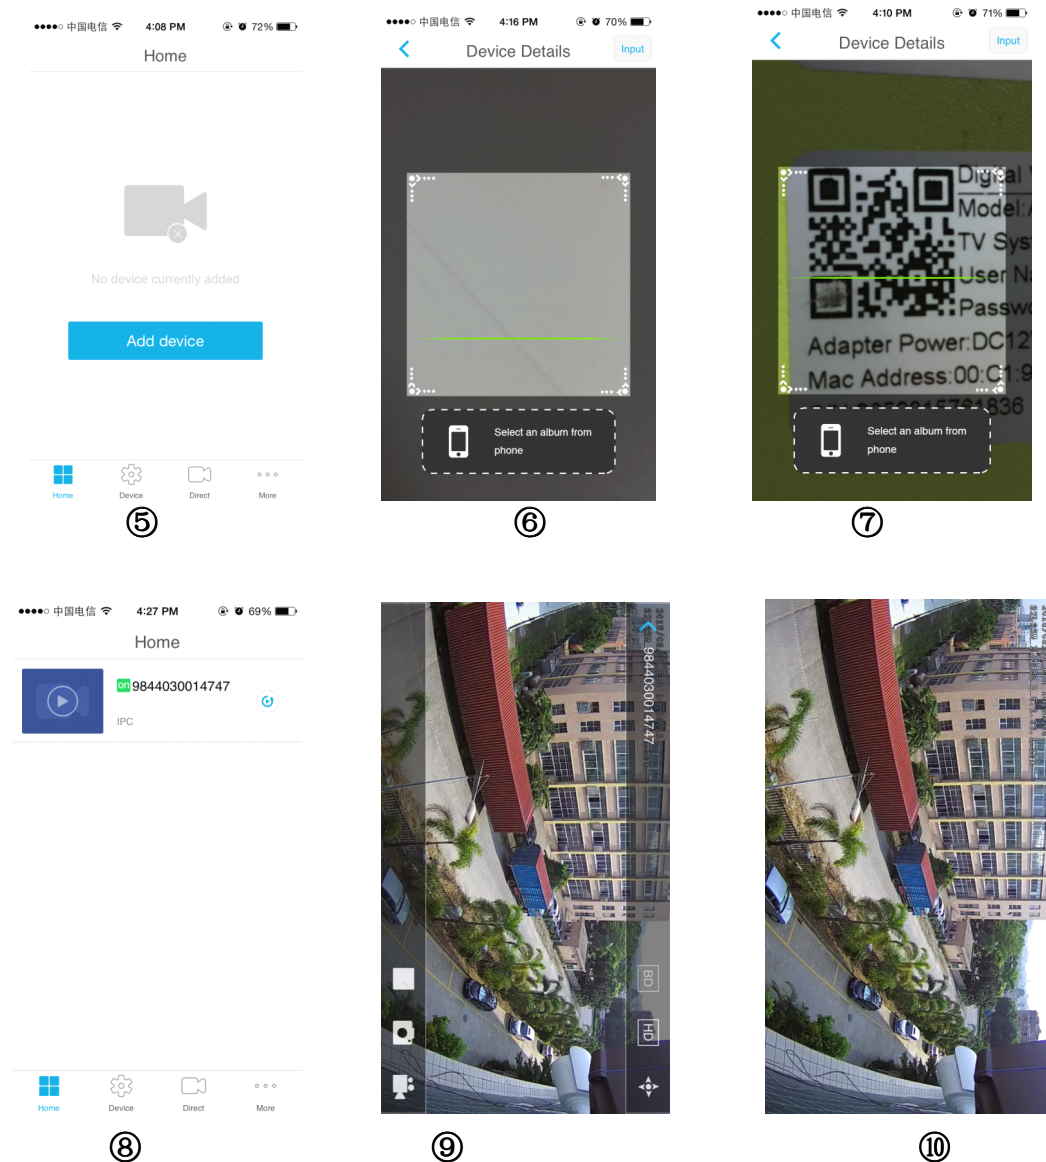 ●●●●○ 中国电信 4:08 PM 72%
Home
No device currently added
Add device
Home Device Direct More
⑤
●●●●○ 中国电信 4:16 PM 70%
Device Details Input
Select an album from
phone
⑥
●●●●○ 中国电信 4:10 PM 71%
Device Details Input
Digital
Model:
TV Sys
User Na
Passwo
Adapter Power:DC12
Mac Address:00:C1:9
Select an album from
phone
⑦
●●●●○ 中国电信 4:27 PM 69%
Home
on 9844030014747
IPC
Home Device Direct More
⑧
9844030014747
BD
HD
⑨
⑩